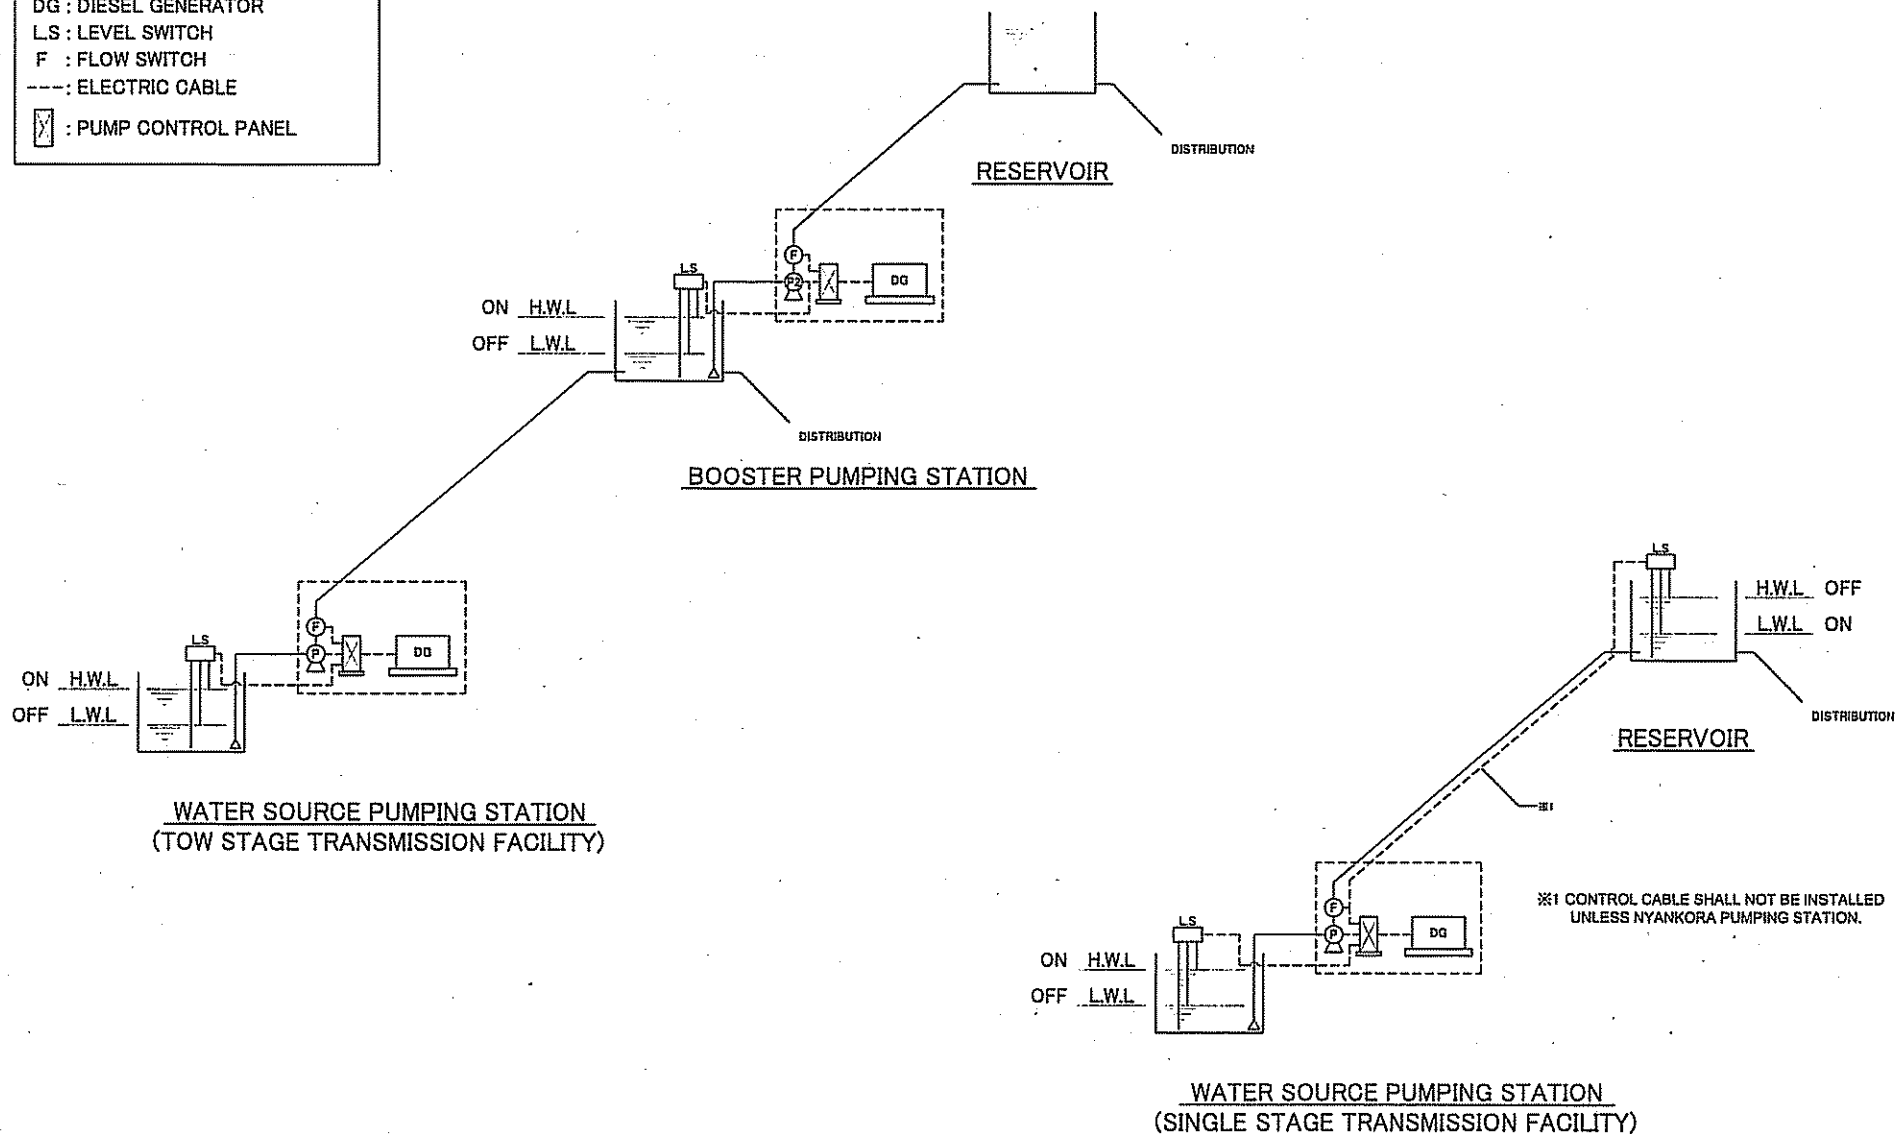 DG : DIESEL GENERATOR
LS : LEVEL SWITCH
F : FLOW SWITCH
---: ELECTRIC CABLE
: PUMP CONTROL PANEL
DISTRIBUTION
RESERVOIR
F
LS
P2
DG
ON H.W.L
OFF L.W.L
DISTRIBUTION
BOOSTER PUMPING STATION
F
LS
P
DG
ON H.W.L
OFF L.W.L
WATER SOURCE PUMPING STATION
(TOW STAGE TRANSMISSION FACILITY)
LS
H.W.L OFF
L.W.L ON
DISTRIBUTION
RESERVOIR
※1
F
LS
P
DG
ON H.W.L
OFF L.W.L
※1 CONTROL CABLE SHALL NOT BE INSTALLED
UNLESS NYANKORA PUMPING STATION.
WATER SOURCE PUMPING STATION
(SINGLE STAGE TRANSMISSION FACILITY)